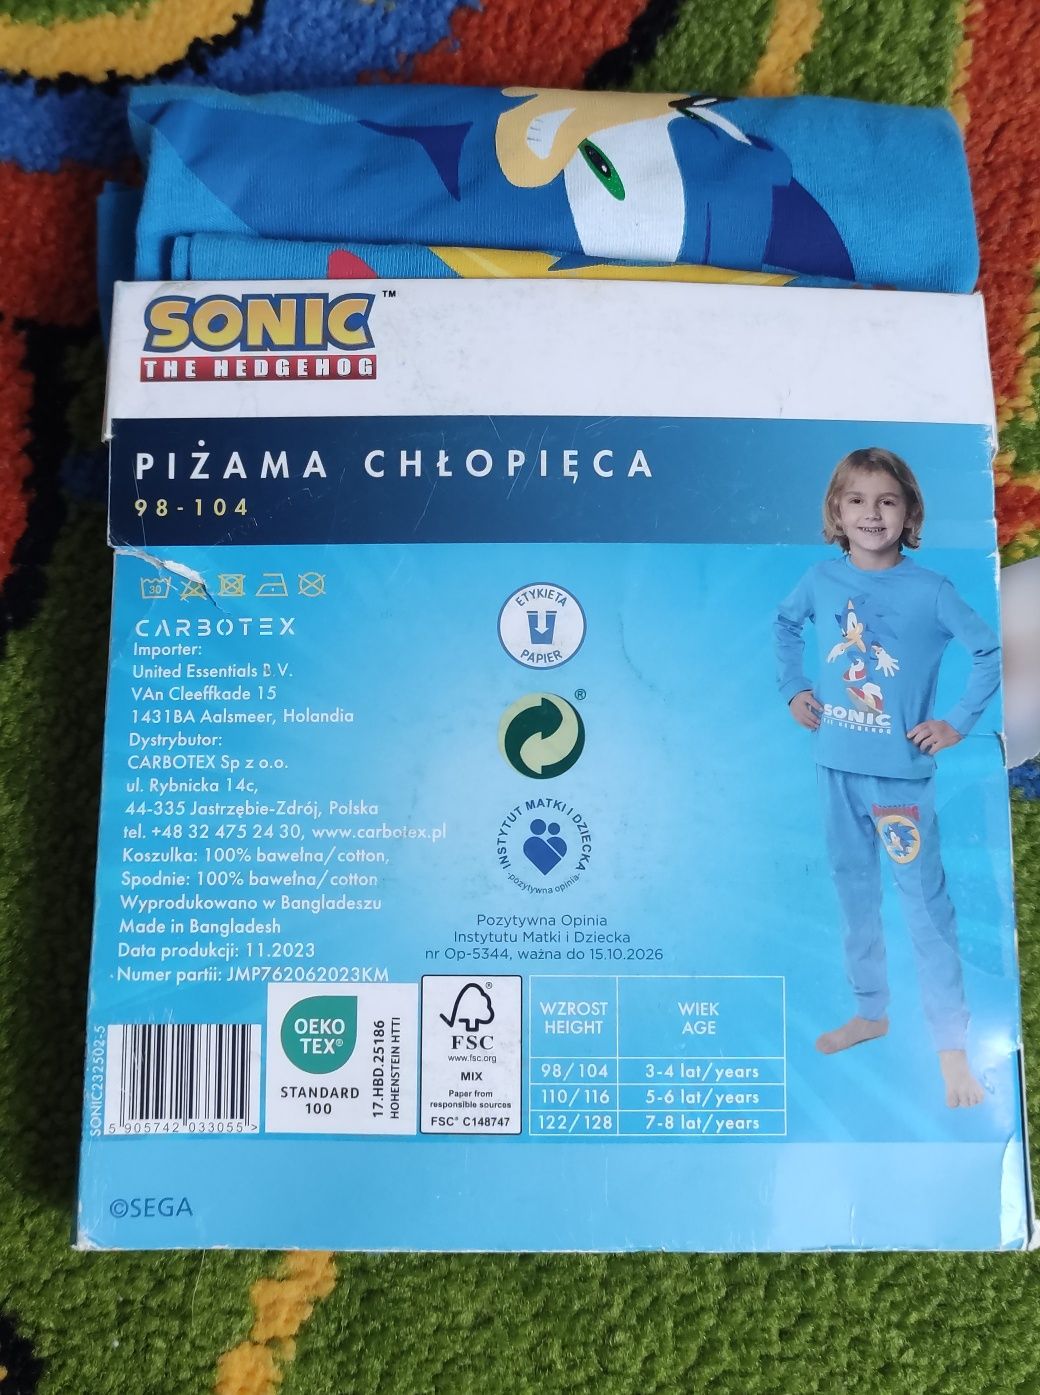 SONIC™
THE HEDGEHOG
PIŻAMA CHŁOPIĘCA
98-104
30
CARBOTEX
Importer:
United Essentials B.V.
VAn Cleeffkade 15
1431BA Aalsmeer, Holandia
Dystrybutor:
CARBOTEX Sp z o.o.
ul. Rybnicka 14c,
44-335 Jastrzębie-Zdrój, Polska
tel. +48 32 475 24 30, www.carbotex.pl
Koszulka: 100% bawełna/cotton,
Spodnie: 100% bawełna/cotton
Wyprodukowano w Bangladeszu
Made in Bangladesh
Data produkcji: 11.2023
Numer partii: JMP762062023KM
ETYKIETA
PAPIER
®
INSTYTUT MATKI I DZIECKA
-pozytywna opinia-
Pozytywna Opinia
Instytutu Matki i Dziecka
nr Op-5344, ważna do 15.10.2026
SONIC
THE HEDGEHOG
SONIC232502-5
5 905742 033055 >
OEKO
TEX®
STANDARD
100
17.HBD.25186
HOHENSTEIN HTTI
®
FSC
www.fsc.org
MIX
Paper from
responsible sources
FSC® C148747
WZROST WIEK
HEIGHT AGE
98/104 3-4 lat/years
110/116 5-6 lat/years
122/128 7-8 lat/years
©SEGA